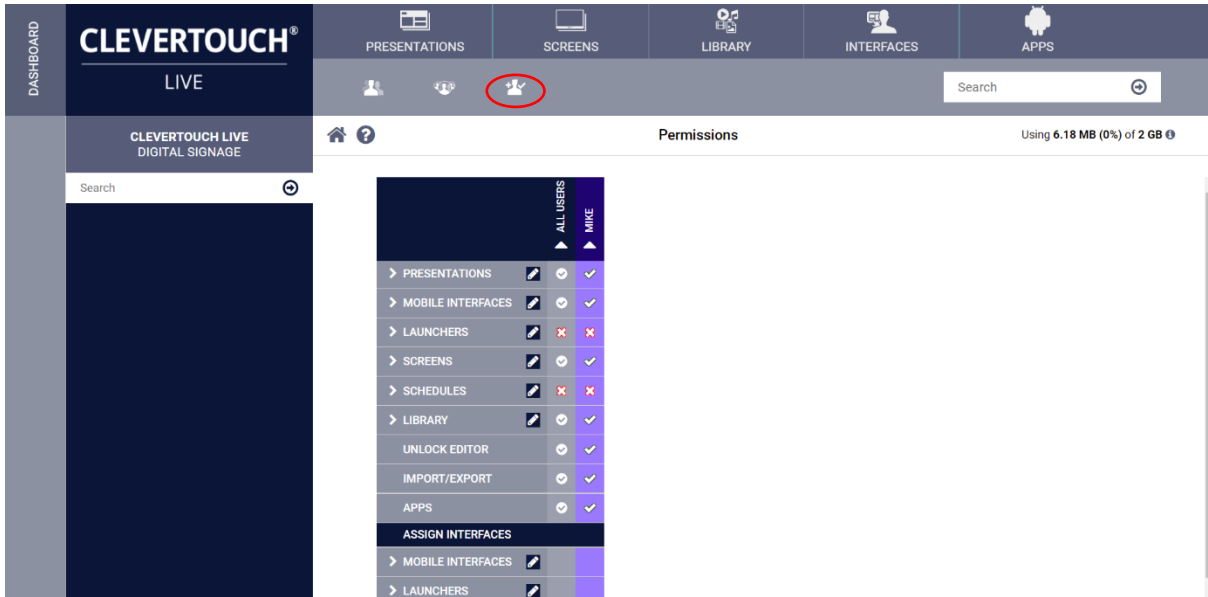 DASHBOARD
CLEVERTOUCH®
LIVE
PRESENTATIONS
SCREENS
LIBRARY
INTERFACES
APPS
Search
CLEVERTOUCH LIVE
DIGITAL SIGNAGE
Search
Permissions
Using 6.18 MB (0%) of 2 GB
ALL USERS
MIKE
PRESENTATIONS
MOBILE INTERFACES
LAUNCHERS
SCREENS
SCHEDULES
LIBRARY
UNLOCK EDITOR
IMPORT/EXPORT
APPS
ASSIGN INTERFACES
MOBILE INTERFACES
LAUNCHERS